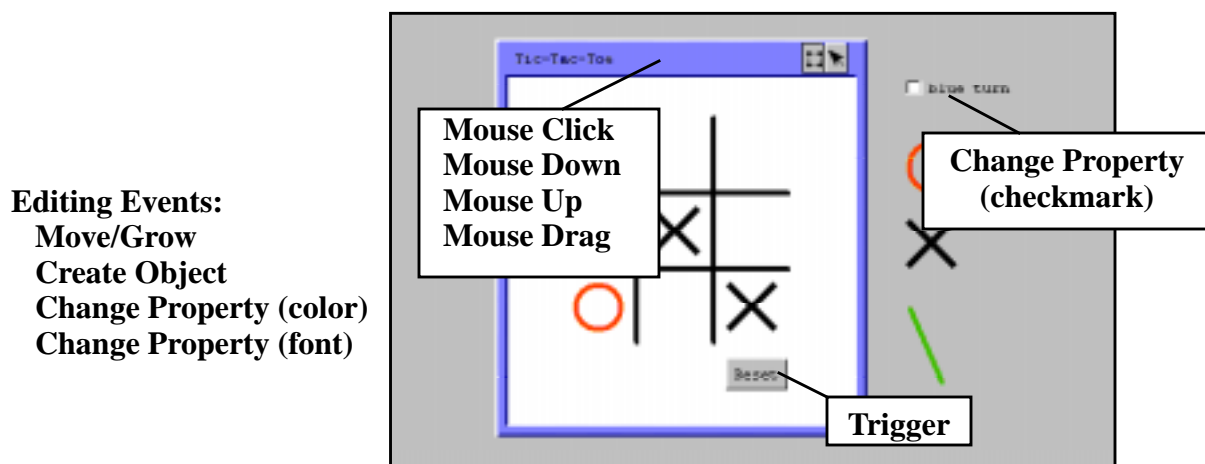 Tic-Tac-Toe
blue turn
Mouse Click
Mouse Down
Mouse Up
Mouse Drag
Change Property
(checkmark)
Editing Events:
Move/Grow
Create Object
Change Property (color)
Change Property (font)
Reset
Trigger